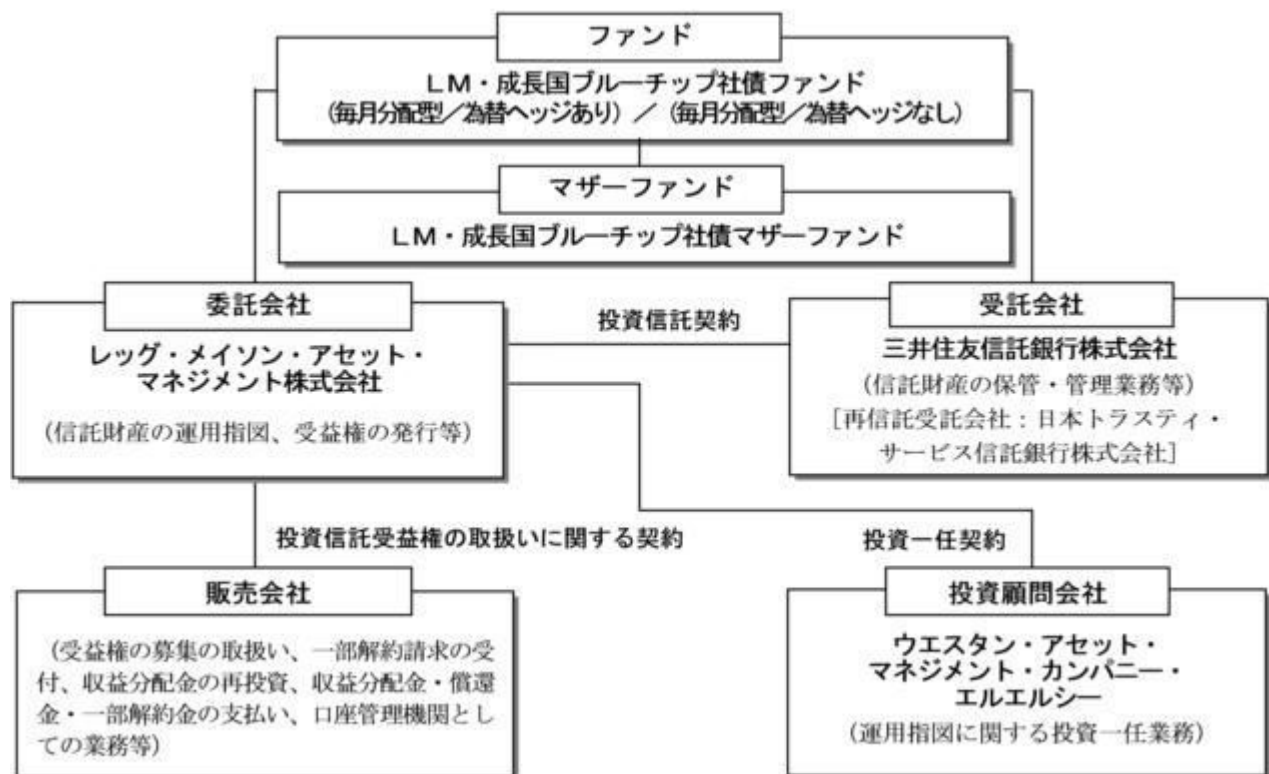 ファンド
LM・成長国ブルーチップ社債ファンド
(毎月分配型／為替ヘッジあり) ／ (毎月分配型／為替ヘッジなし)
マザーファンド
LM・成長国ブルーチップ社債マザーファンド
委託会社
レッグ・メイソン・アセット・
マネジメント株式会社
(信託財産の運用指図、受益権の発行等)
投資信託契約
受託会社
三井住友信託銀行株式会社
(信託財産の保管・管理業務等)
[再信託受託会社：日本トラスティ・
サービス信託銀行株式会社]
投資信託受益権の取扱いに関する契約
投資一任契約
販売会社
(受益権の募集の取扱い、一部解約請求の受
付、収益分配金の再投資、収益分配金・償還
金・一部解約金の支払い、口座管理機関とし
ての業務等)
投資顧問会社
ウエスタン・アセット・
マネジメント・カンパニー・
エルエルシー
(運用指図に関する投資一任業務)